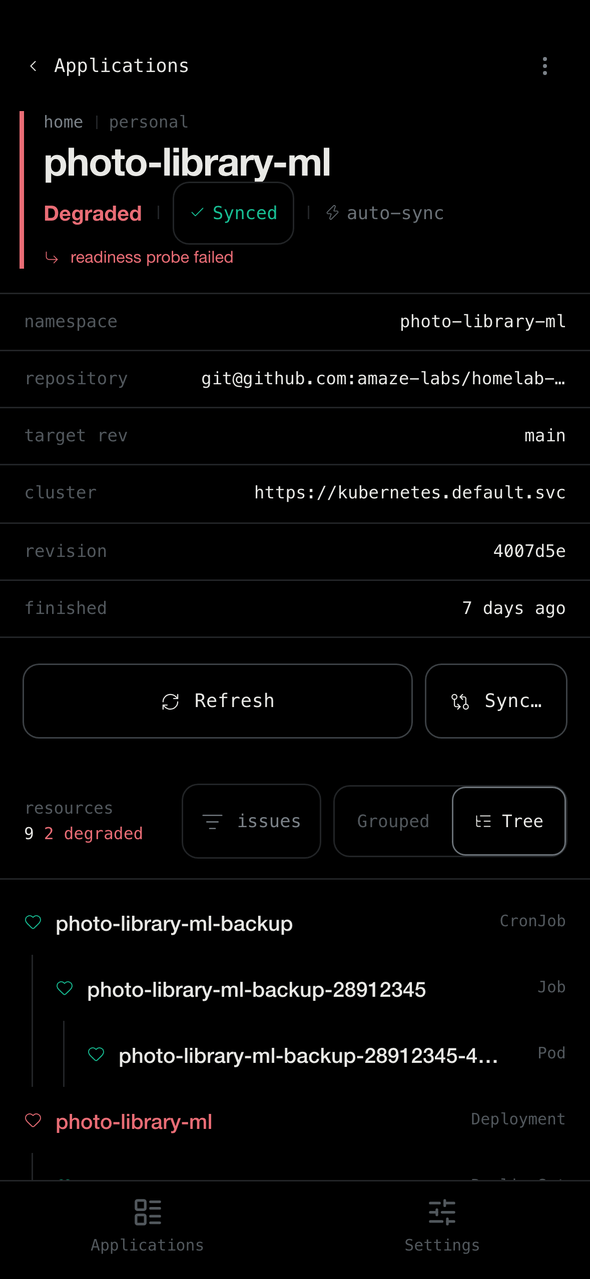 Applications
home | personal
photo-library-ml
Degraded | Synced | auto-sync
readiness probe failed
namespace photo-library-ml
repository git@github.com:amaze-labs/homelab-…
target rev main
cluster https://kubernetes.default.svc
revision 4007d5e
finished 7 days ago
Refresh Sync…
resources
9 2 degraded
issues Grouped Tree
photo-library-ml-backup CronJob
photo-library-ml-backup-28912345 Job
photo-library-ml-backup-28912345-4… Pod
photo-library-ml Deployment
Applications Settings